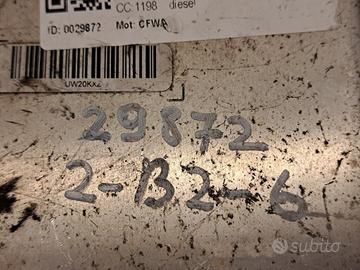 CC:1198 diesel
ID: 0029872 Mot: CFWA
UW20KX2
29872
2-B2-6
subito